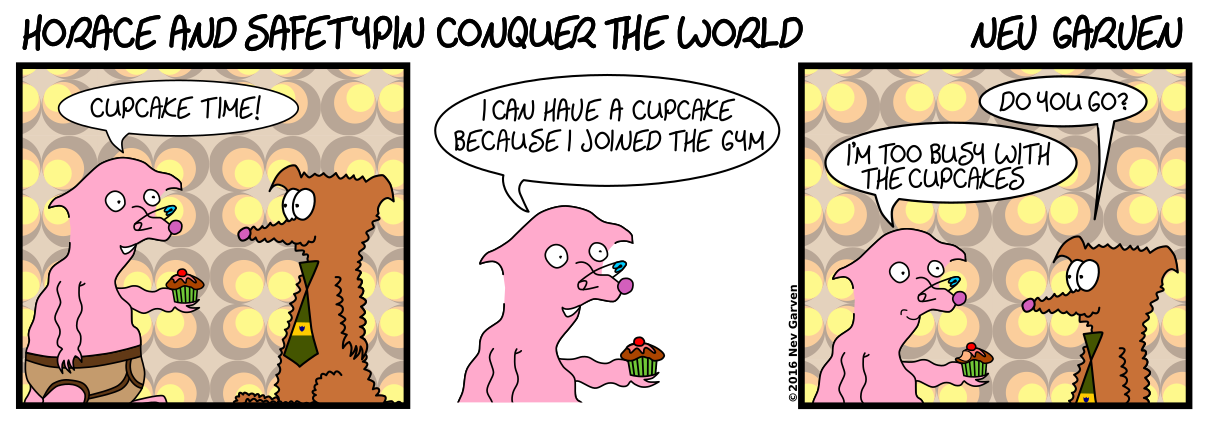 HORACE AND SAFETYPIN CONQUER THE WORLD
NEV GARVEN
CUPCAKE TIME!
I CAN HAVE A CUPCAKE
BECAUSE I JOINED THE GYM
DO YOU GO?
I'M TOO BUSY WITH
THE CUPCAKES
©2016 Nev Garven